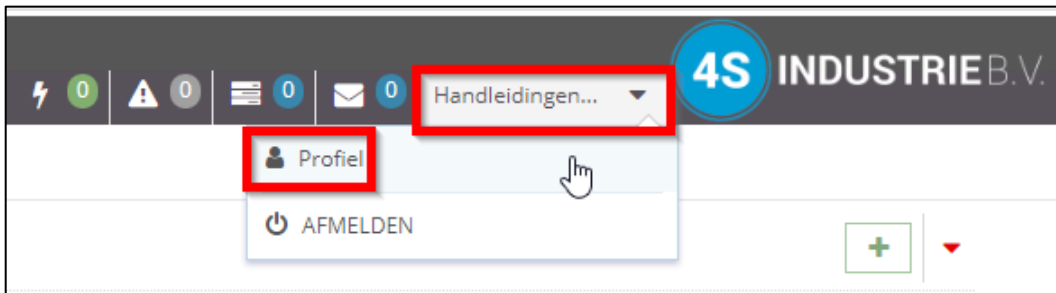 0 0 0 0 Handleidingen... 4S INDUSTRIE B.V.
Profiel
AFMELDEN